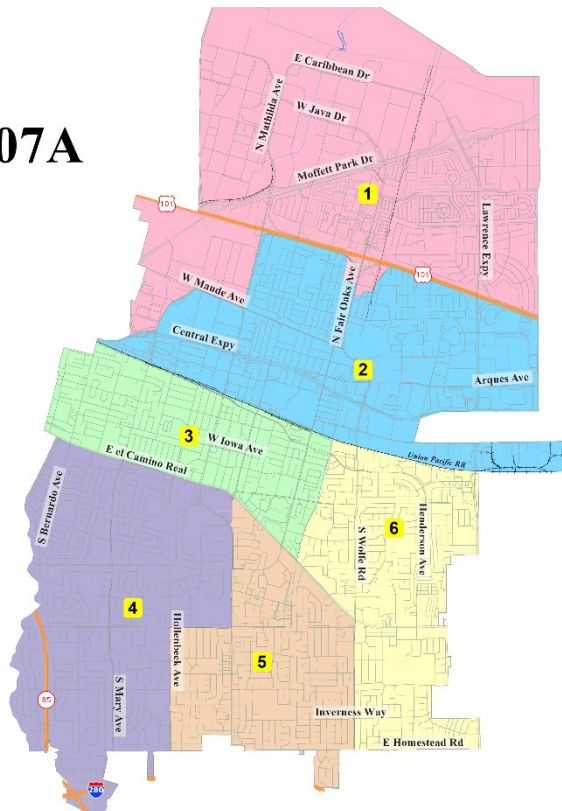 07A
E Caribbean Dr
N Mathilda Ave
W Java Dr
Moffett Park Dr
1
101
Lawrence Expy
W Maude Ave
N Fair Oaks Ave
101
Central Expy
2
Arques Ave
3
W Iowa Ave
E el Camino Real
Union Pacific RR
S Bernardo Ave
6
Henderson Ave
S Wolfe Rd
4
Hollenbeck Ave
5
85
S Mary Ave
Inverness Way
E Homestead Rd
280